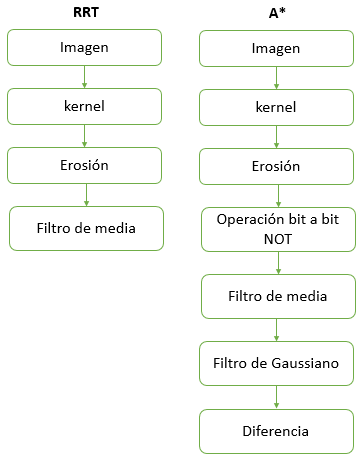 RRT
Imagen
kernel
Erosión
Filtro de media
A*
Imagen
kernel
Erosión
Operación bit a bit
NOT
Filtro de media
Filtro de Gaussiano
Diferencia